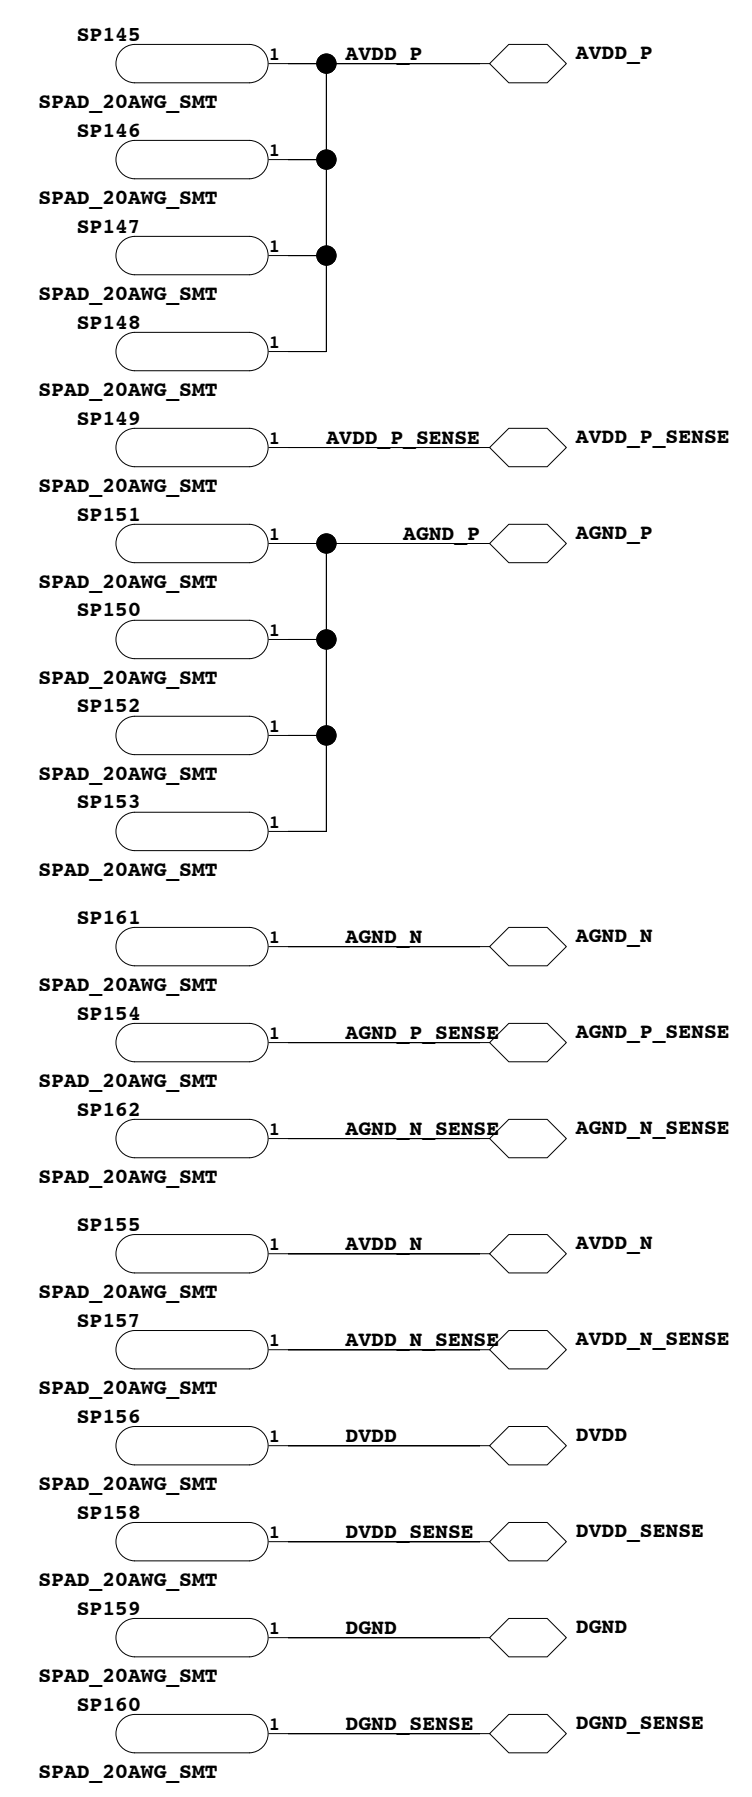 SP145
1 AVDD_P AVDD_P
SPAD_20AWG_SMT
SP146
1
SPAD_20AWG_SMT
SP147
1
SPAD_20AWG_SMT
SP148
1
SPAD_20AWG_SMT
SP149
1 AVDD_P_SENSE AVDD_P_SENSE
SPAD_20AWG_SMT
SP151
1 AGND_P AGND_P
SPAD_20AWG_SMT
SP150
1
SPAD_20AWG_SMT
SP152
1
SPAD_20AWG_SMT
SP153
1
SPAD_20AWG_SMT
SP161
1 AGND_N AGND_N
SPAD_20AWG_SMT
SP154
1 AGND_P_SENSE AGND_P_SENSE
SPAD_20AWG_SMT
SP162
1 AGND_N_SENSE AGND_N_SENSE
SPAD_20AWG_SMT
SP155
1 AVDD_N AVDD_N
SPAD_20AWG_SMT
SP157
1 AVDD_N_SENSE AVDD_N_SENSE
SPAD_20AWG_SMT
SP156
1 DVDD DVDD
SPAD_20AWG_SMT
SP158
1 DVDD_SENSE DVDD_SENSE
SPAD_20AWG_SMT
SP159
1 DGND DGND
SPAD_20AWG_SMT
SP160
1 DGND_SENSE DGND_SENSE
SPAD_20AWG_SMT